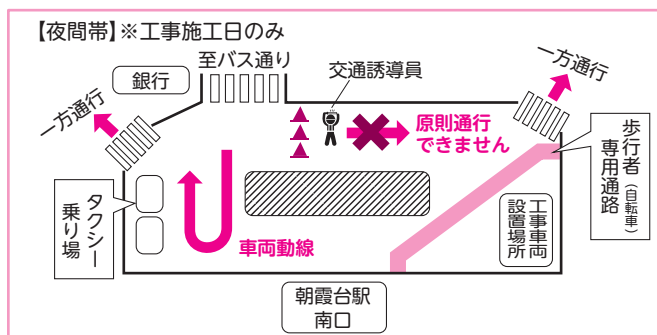 【夜間帯】※工事施工日のみ
至バス通り
銀行
交通誘導員
一方通行
一方通行
原則通行
できません
歩行者(自転車)
専用通路
タクシー
乗り場
車両動線
工事車両
設置場所
朝霞台駅
南口